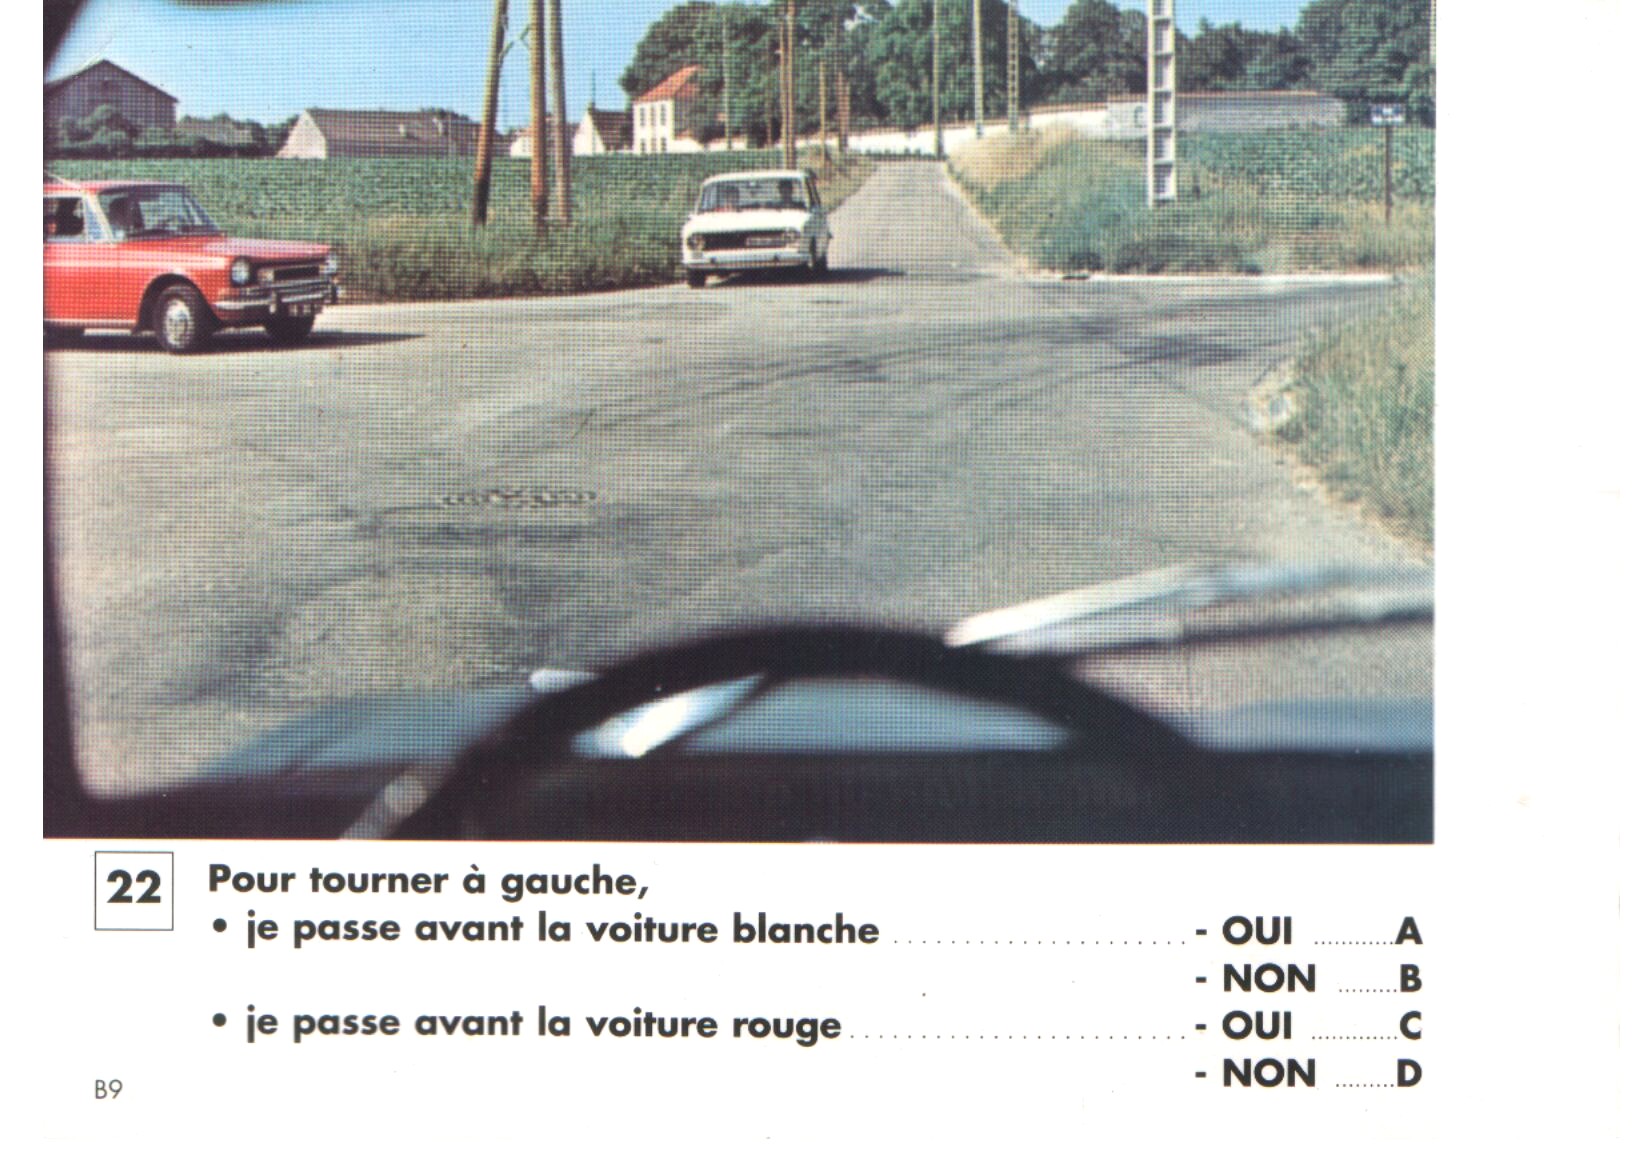 22 Pour tourner à gauche,
• je passe avant la voiture blanche ........................ - OUI ............A
- NON .........B
• je passe avant la voiture rouge ........................... - OUI .............C
- NON .........D
B9